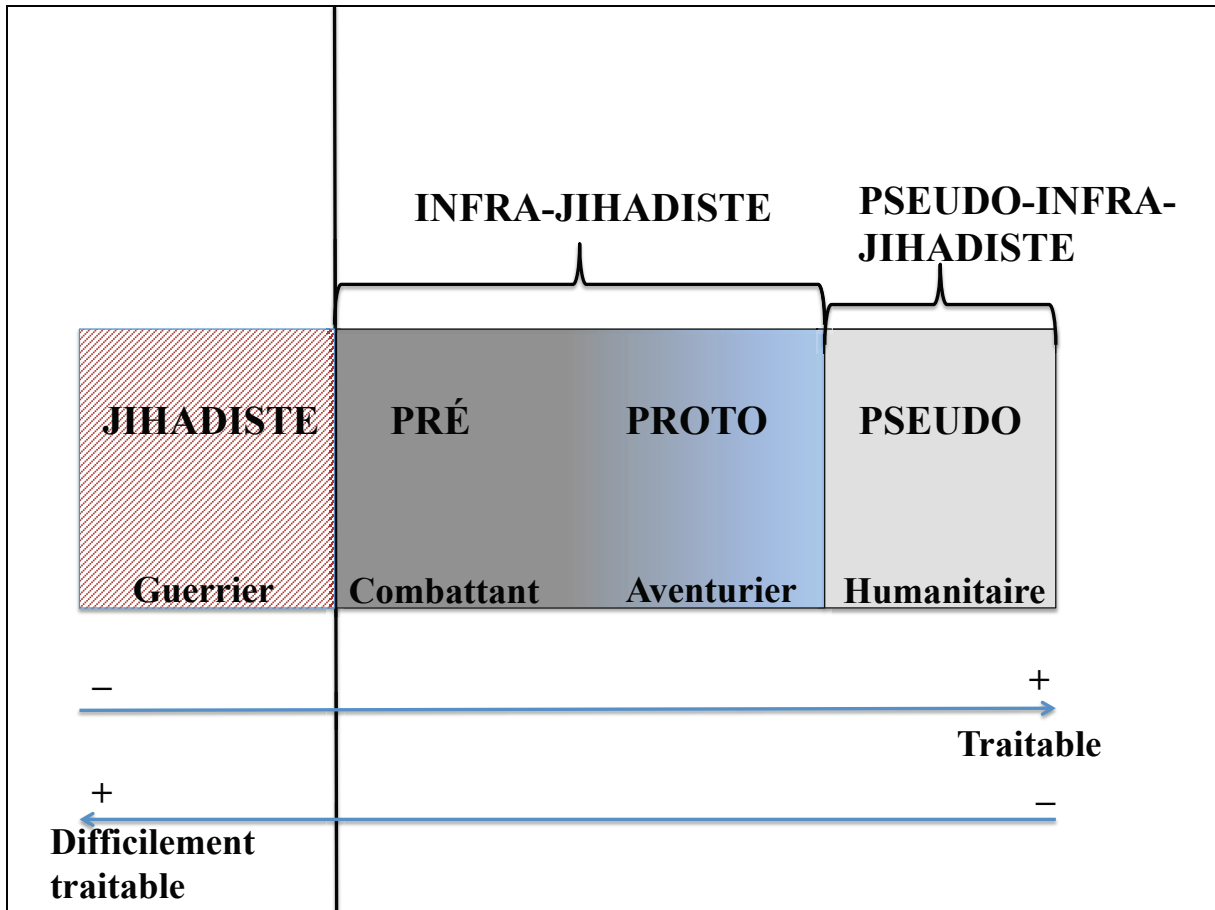 INFRA-JIHADISTE
PSEUDO-INFRA-
JIHADISTE
JIHADISTE
PRÉ
PROTO
PSEUDO
Guerrier
Combattant
Aventurier
Humanitaire
–
+
Traitable
+
–
Difficilement
traitable